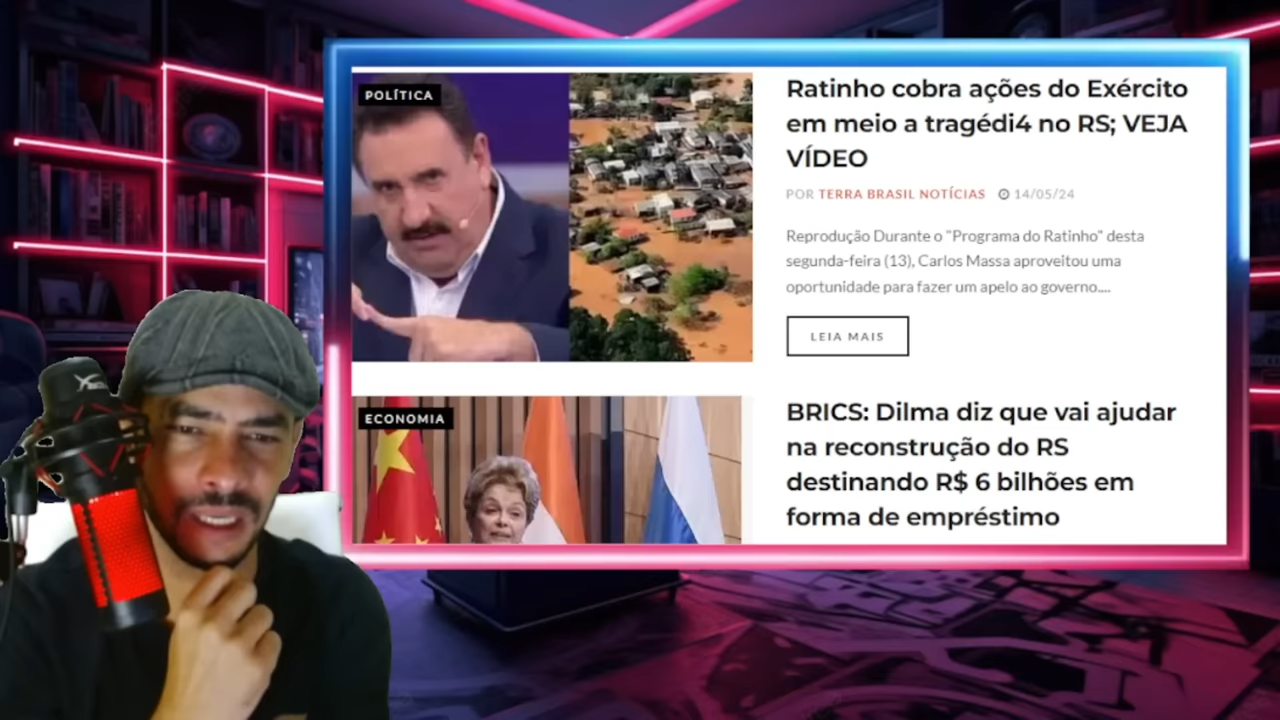 POLÍTICA
Ratinho cobra ações do Exército
em meio a tragédi4 no RS; VEJA
VÍDEO
POR TERRA BRASIL NOTÍCIAS 14/05/24
Reprodução Durante o "Programa do Ratinho" desta
segunda-feira (13), Carlos Massa aproveitou uma
oportunidade para fazer um apelo ao governo....
LEIA MAIS
ECONOMIA
BRICS: Dilma diz que vai ajudar
na reconstrução do RS
destinando R$ 6 bilhões em
forma de empréstimo